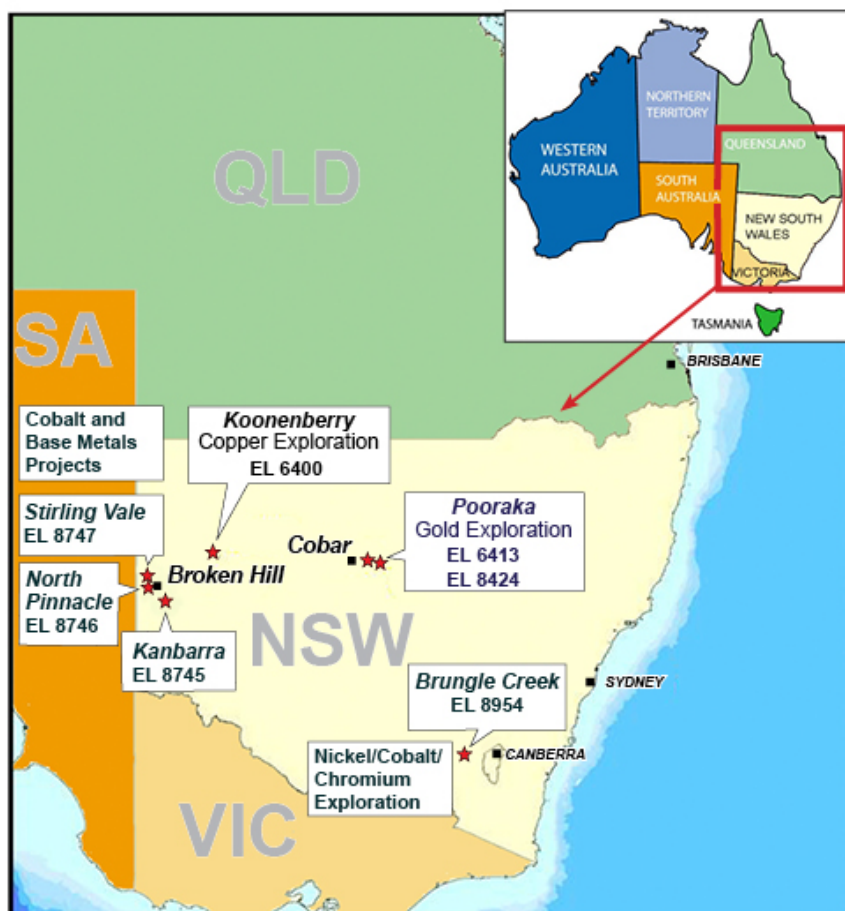 WESTERN
AUSTRALIA
NORTHERN
TERRITORY
QUEENSLAND
SOUTH
AUSTRALIA
NEW SOUTH
WALES
VICTORIA
TASMANIA
QLD
SA
BRISBANE
Cobalt and
Base Metals
Projects
Koonenberry
Copper Exploration
EL 6400
Stirling Vale
EL 8747
Cobar
Pooraka
Gold Exploration
EL 6413
EL 8424
North
Pinnacle
EL 8746
Broken Hill
Kanbarra
EL 8745
NSW
Brungle Creek
EL 8954
SYDNEY
Nickel/Cobalt/
Chromium
Exploration
CANBERRA
VIC